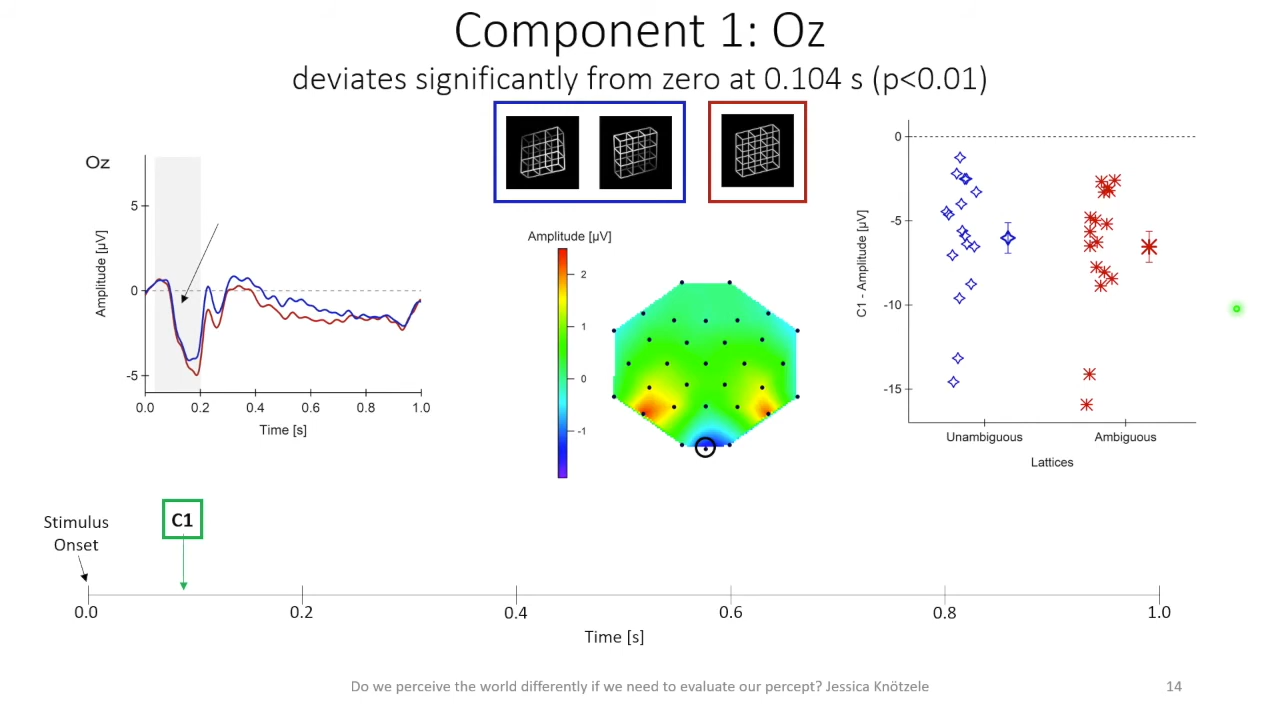 Component 1: Oz
deviates significantly from zero at 0.104 s (p<0.01)
Oz
Amplitude [µV]
5
0
-5
0.0 0.2 0.4 0.6 0.8 1.0
Time [s]
Amplitude [µV]
2
1
0
-1
C1 - Amplitude [µV]
0
-5
-10
-15
Unambiguous Ambiguous
Lattices
Stimulus
Onset
C1
0.0 0.2 0.4 0.6 0.8 1.0
Time [s]
Do we perceive the world differently if we need to evaluate our percept? Jessica Knötzele
14